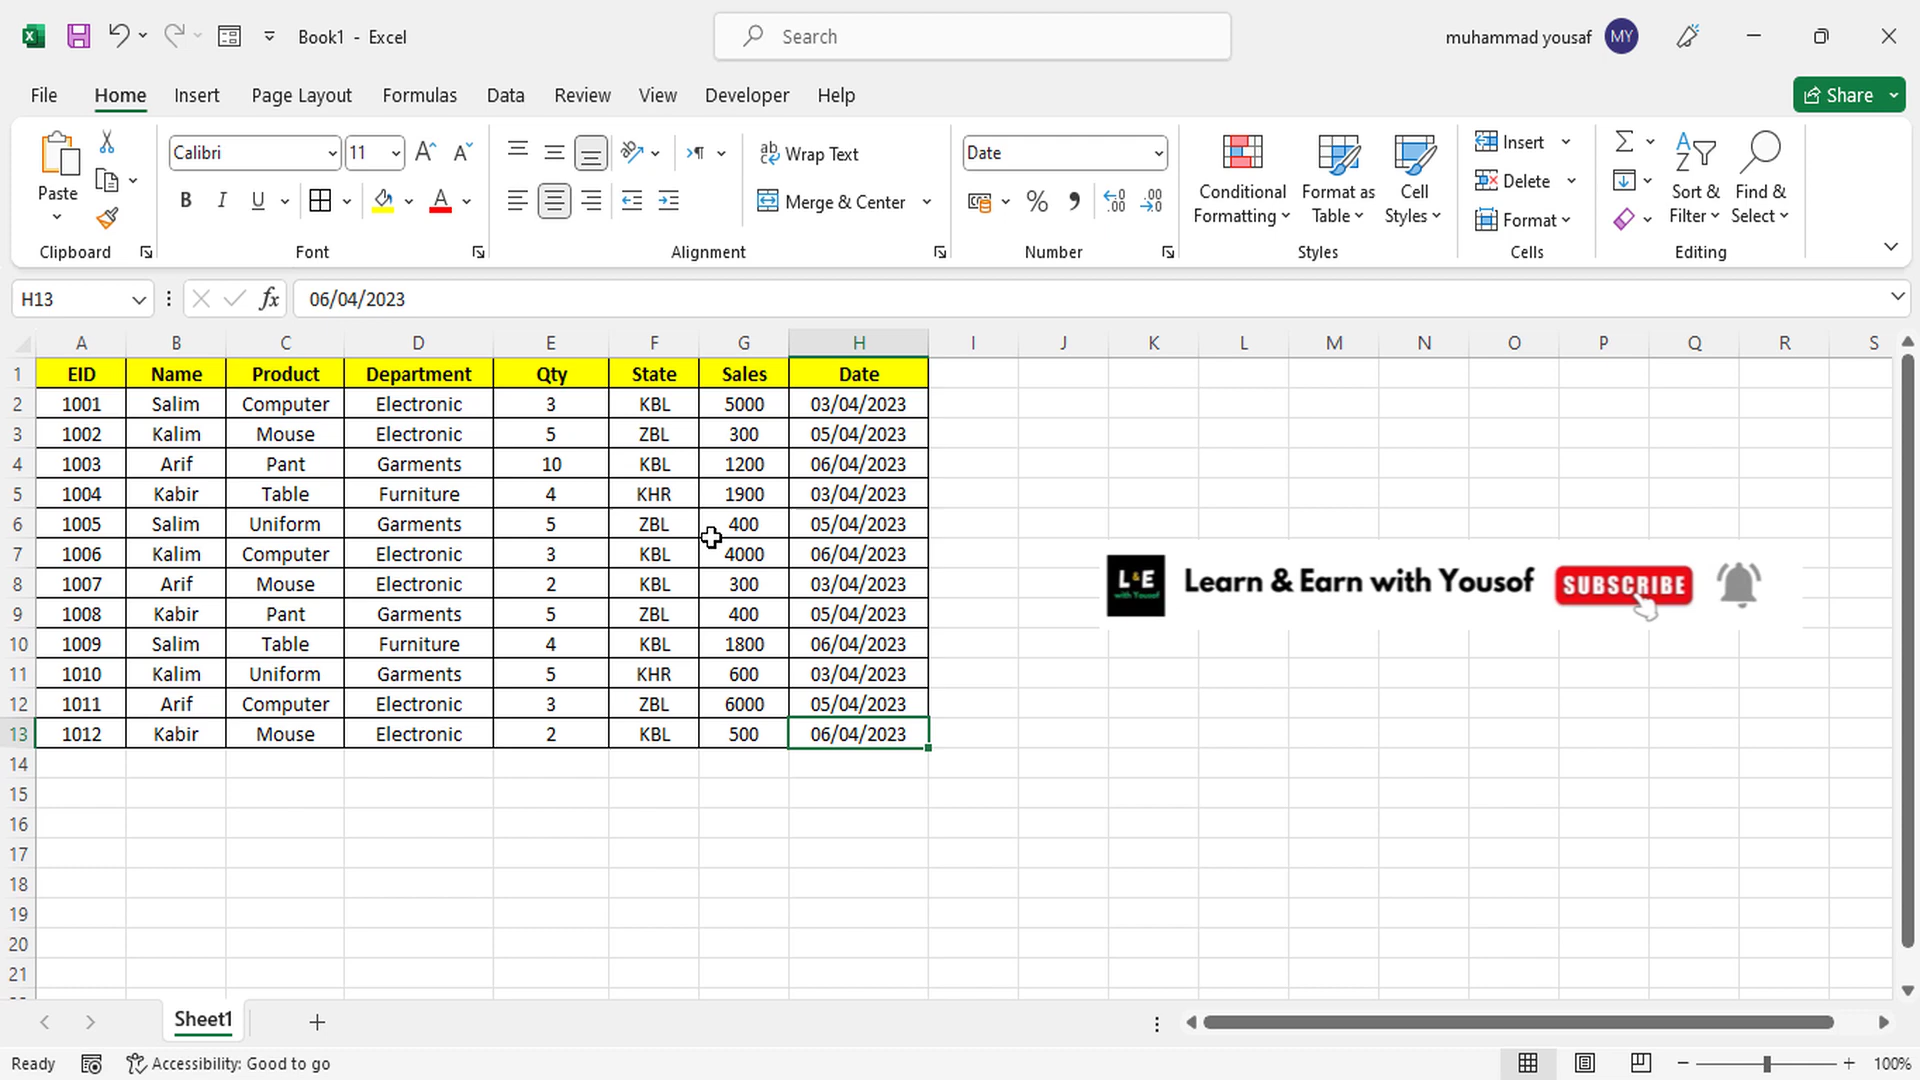 Book1 - Excel
Search
muhammad yousaf MY
File Home Insert Page Layout Formulas Data Review View Developer Help Share
Paste
Clipboard
Calibri 11
B I U A
Font
Wrap Text
Merge & Center
Alignment
Date
% ,
Number
Conditional Formatting
Format as Table
Cell Styles
Styles
Insert
Delete
Format
Cells
Sort & Filter
Find & Select
Editing
H13 fx 06/04/2023
A B C D E F G H I J K L M N O P Q R S
1 EID Name Product Department Qty State Sales Date
2 1001 Salim Computer Electronic 3 KBL 5000 03/04/2023
3 1002 Kalim Mouse Electronic 5 ZBL 300 05/04/2023
4 1003 Arif Pant Garments 10 KBL 1200 06/04/2023
5 1004 Kabir Table Furniture 4 KHR 1900 03/04/2023
6 1005 Salim Uniform Garments 5 ZBL 400 05/04/2023
7 1006 Kalim Computer Electronic 3 KBL 4000 06/04/2023
8 1007 Arif Mouse Electronic 2 KBL 300 03/04/2023
9 1008 Kabir Pant Garments 5 ZBL 400 05/04/2023
10 1009 Salim Table Furniture 4 KBL 1800 06/04/2023
11 1010 Kalim Uniform Garments 5 KHR 600 03/04/2023
12 1011 Arif Computer Electronic 3 ZBL 6000 05/04/2023
13 1012 Kabir Mouse Electronic 2 KBL 500 06/04/2023
14
15
16
17
18
19
20
21
L&E
with Yousof
Learn & Earn with Yousof SUBSCRIBE
Sheet1
Ready Accessibility: Good to go 100%